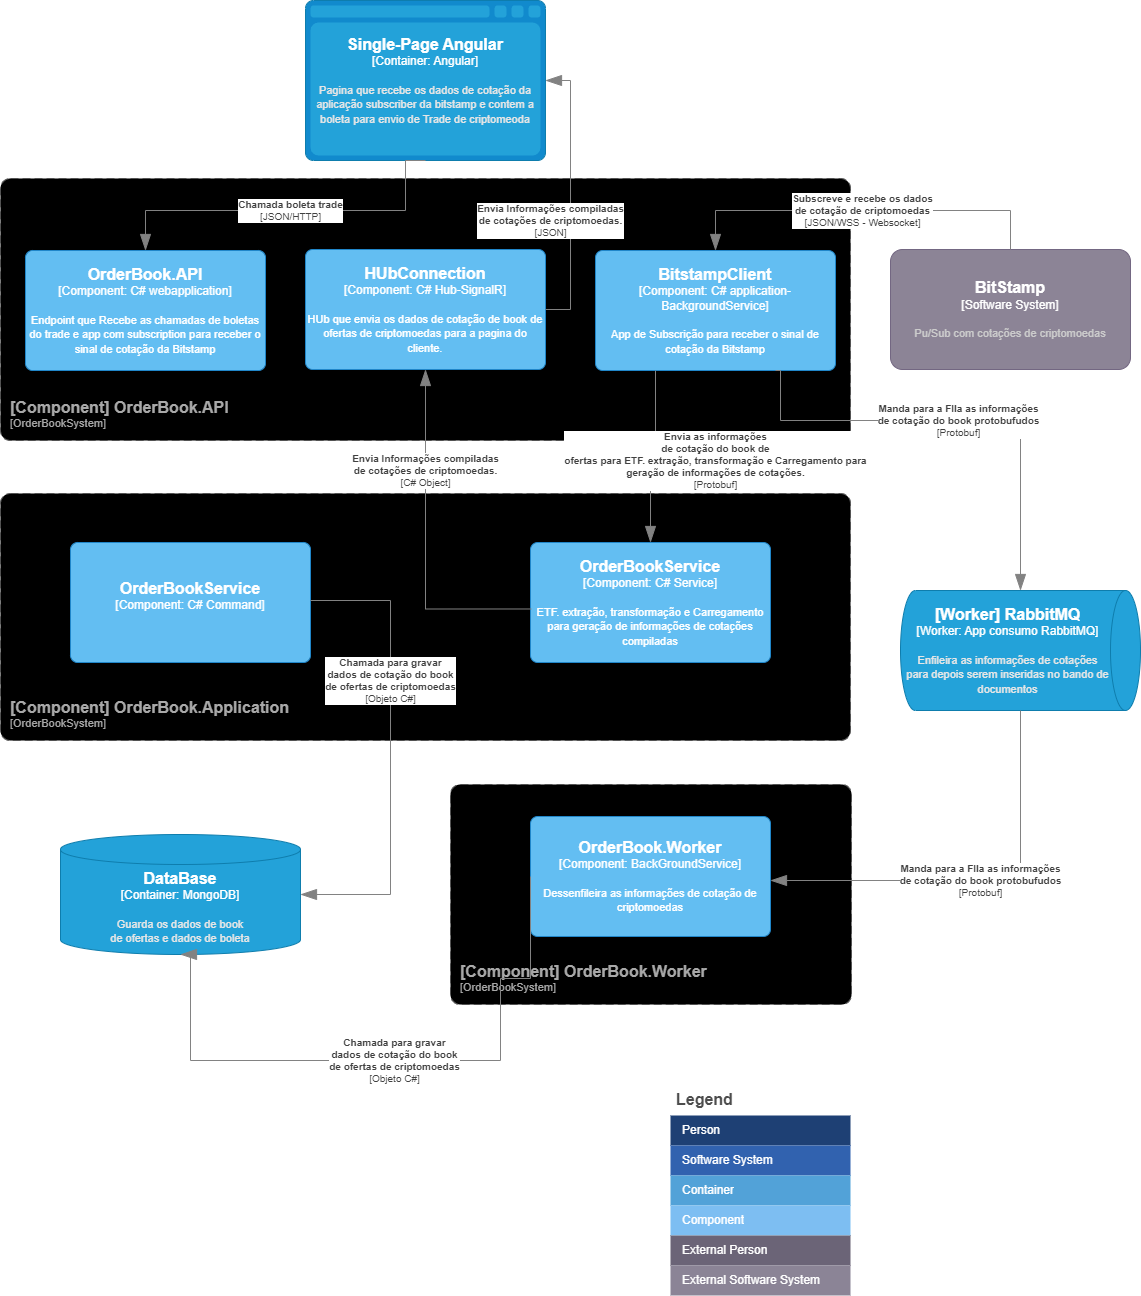 Single-Page Angular
[Container: Angular]
Pagina que recebe os dados de cotação da
aplicação subscriber da bitstamp e contem a
boleta para envio de Trade de criptomeoda
Chamada boleta trade
[JSON/HTTP]
Envia Informações compiladas
de cotações de criptomoedas.
[JSON]
Subscreve e recebe os dados
de cotação de criptomoedas
[JSON/WSS - Websocket]
OrderBook.API
[Component: C# webapplication]
Endpoint que Recebe as chamadas de boletas
do trade e app com subscription para receber o
sinal de cotação da Bitstamp
HUbConnection
[Component: C# Hub-SignalR]
HUb que envia os dados de cotação de book de
ofertas de criptomoedas para a pagina do
cliente.
BitstampClient
[Component: C# application-
BackgroundService]
App de Subscrição para receber o sinal de
cotação da Bitstamp
BitStamp
[Software System]
Pu/Sub com cotações de criptomoedas
[Component] OrderBook.API
[OrderBookSystem]
Manda para a FIla as informações
de cotação do book protobufudos
[Protobuf]
Envia Informações compiladas
de cotações de criptomoedas.
[C# Object]
Envia as informações
de cotação do book de
ofertas para ETF. extração, transformação e Carregamento para
geração de informações de cotações.
[Protobuf]
OrderBookService
[Component: C# Command]
OrderBookService
[Component: C# Service]
ETF. extração, transformação e Carregamento
para geração de informações de cotações
compiladas
[Worker] RabbitMQ
[Worker: App consumo RabbitMQ]
Enfileira as informações de cotações
para depois serem inseridas no bando de
documentos
Chamada para gravar
dados de cotação do book
de ofertas de criptomoedas
[Objeto C#]
[Component] OrderBook.Application
[OrderBookSystem]
DataBase
[Container: MongoDB]
Guarda os dados de book
de ofertas e dados de boleta
OrderBook.Worker
[Component: BackGroundService]
Dessenfileira as informações de cotação de
criptomoedas
Manda para a FIla as informações
de cotação do book protobufudos
[Protobuf]
[Component] OrderBook.Worker
[OrderBookSystem]
Chamada para gravar
dados de cotação do book
de ofertas de criptomoedas
[Objeto C#]
Legend
Person
Software System
Container
Component
External Person
External Software System